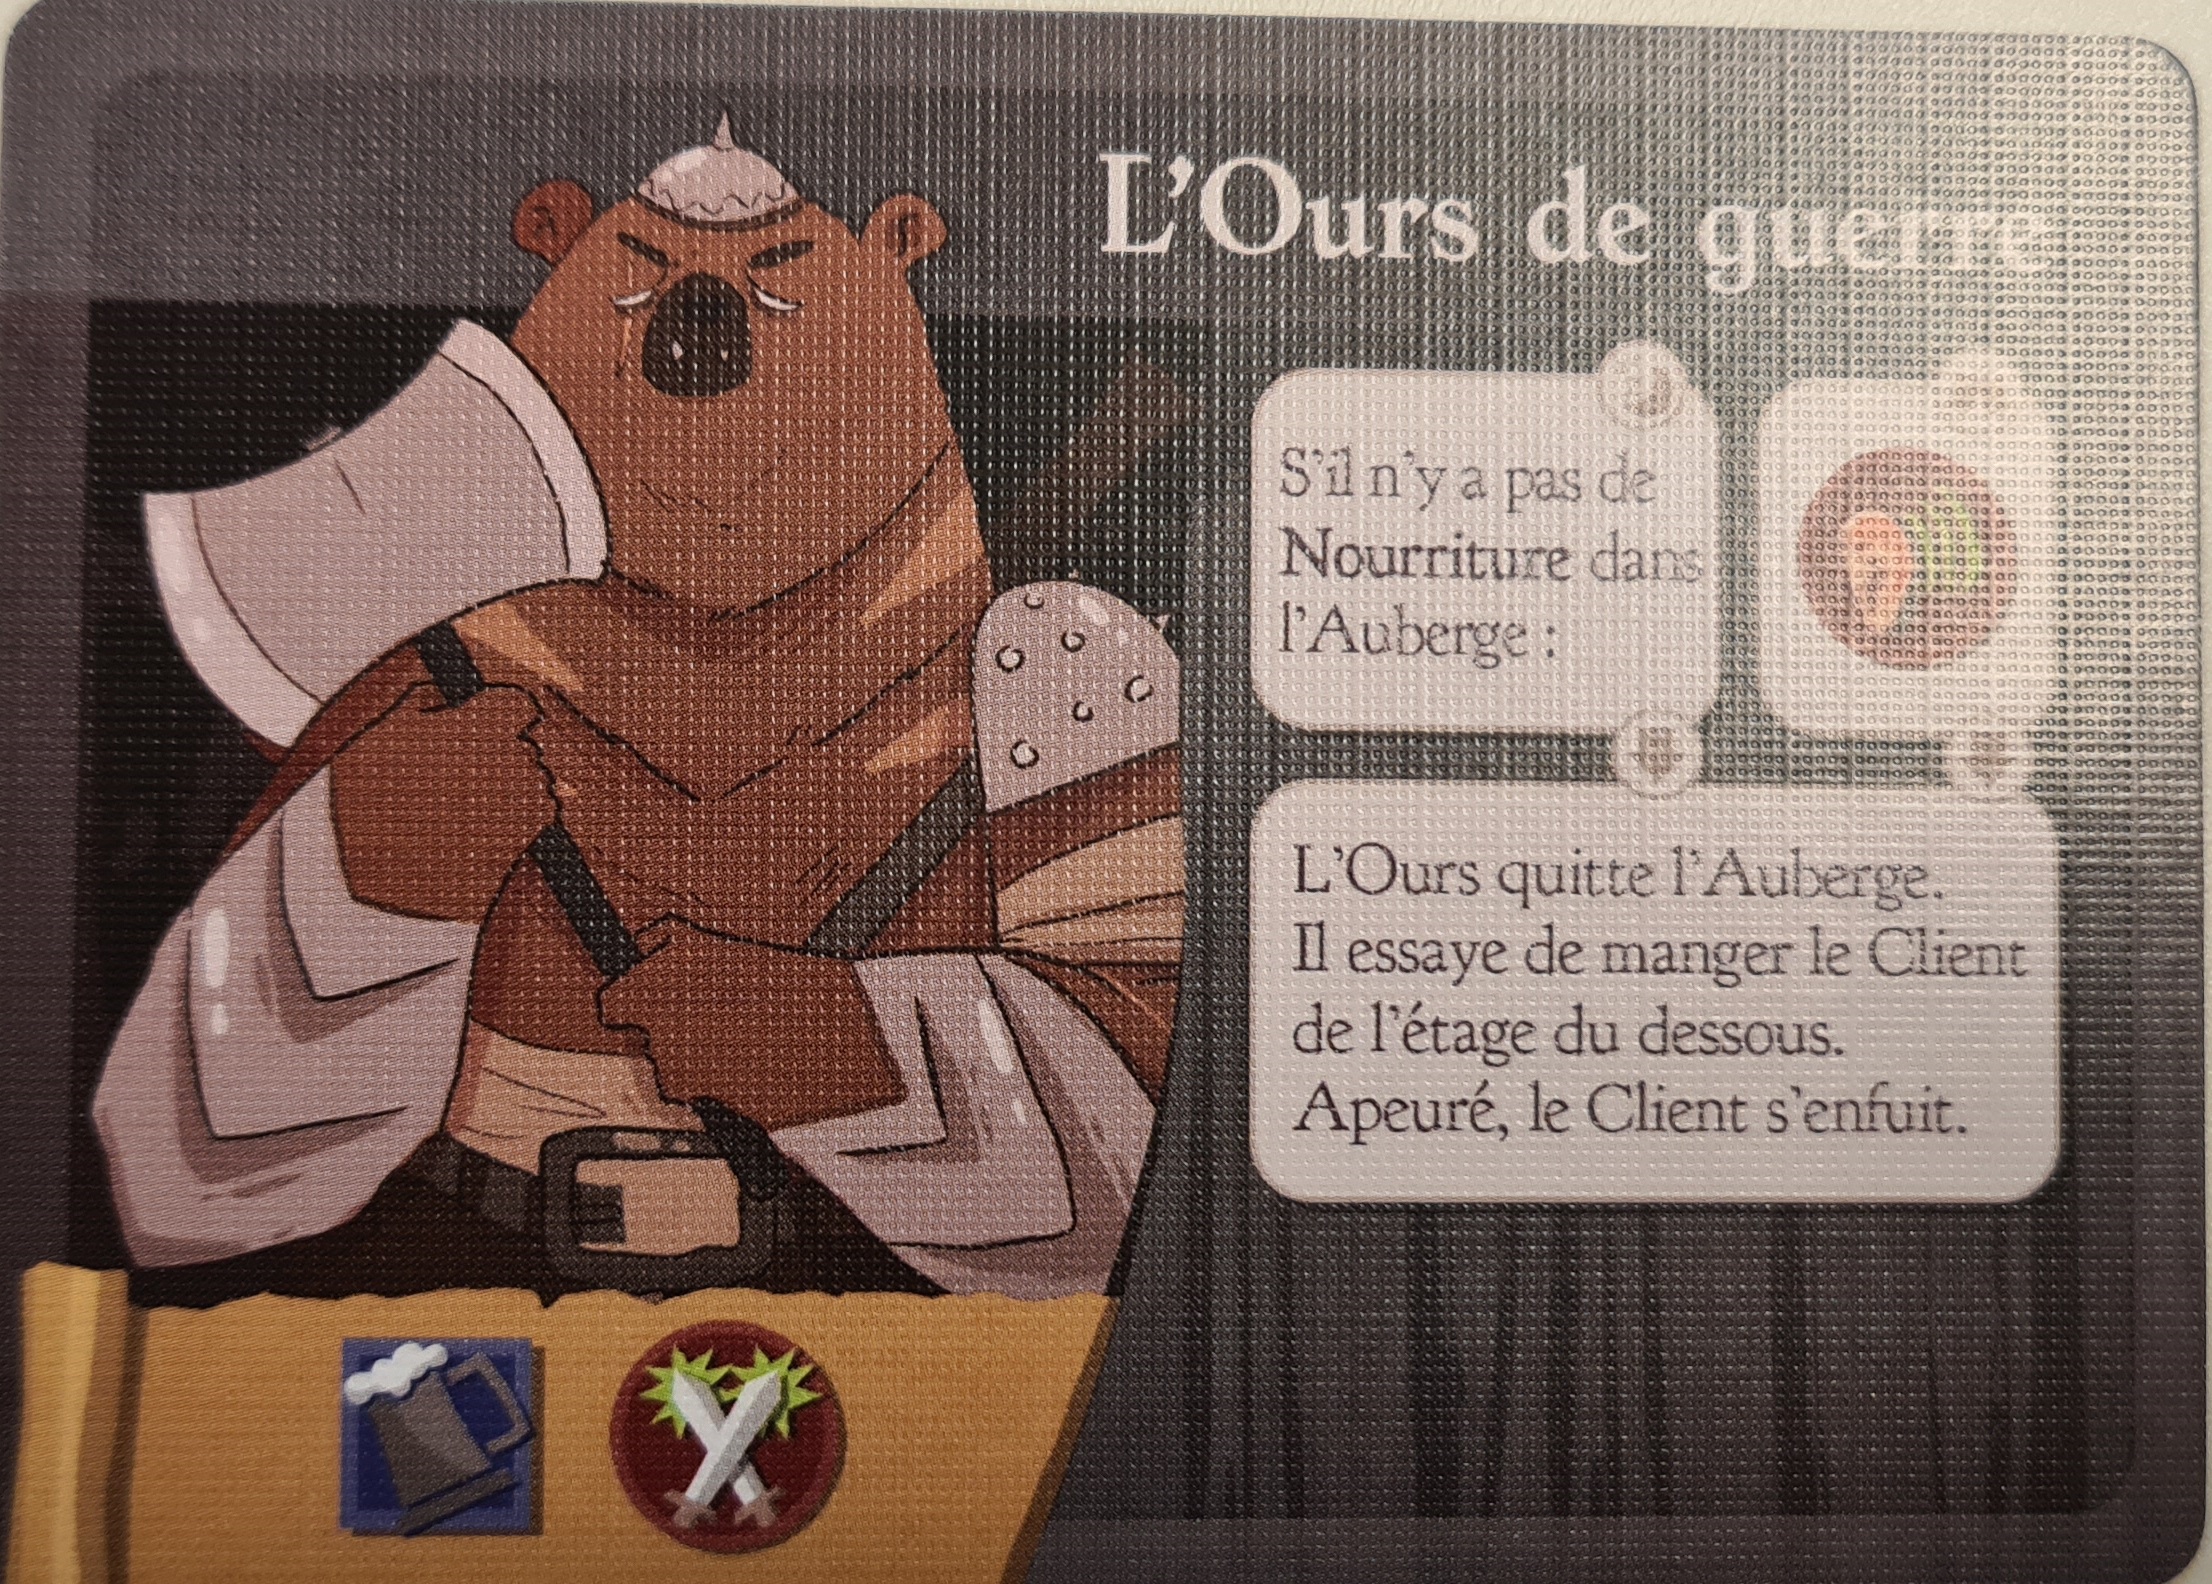 L'Ours de guerre
S'il n'y a pas de
Nourriture dans
l'Auberge :
L'Ours quitte l'Auberge.
Il essaye de manger le Client
de l'étage du dessous.
Apeuré, le Client s'enfuit.